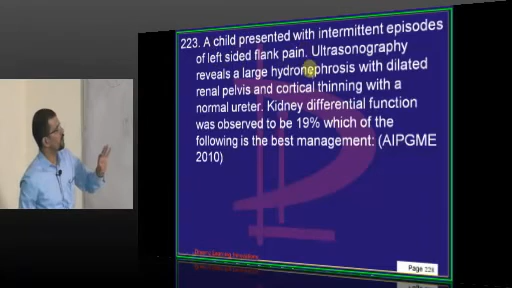 223. A child presented with intermittent episodes
of left sided flank pain. Ultrasonography
reveals a large hydronephrosis with dilated
renal pelvis and cortical thinning with a
normal ureter. Kidney differential function
was observed to be 19% which of the
following is the best management: (AIPGME
2010)
Page 228